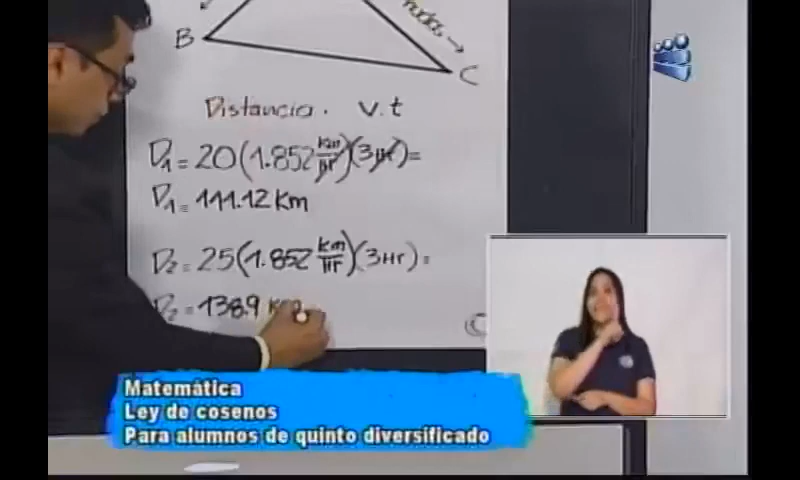 B
nudos →
C
Distancia. V.t
D₁ = 20(1.852 km/Hr)(3Hr)=
D₁ = 111.12 Km
D₂ = 25(1.852 km/Hr)(3Hr) =
D₂ = 138.9 Km
Matemática
Ley de cosenos
Para alumnos de quinto diversificado